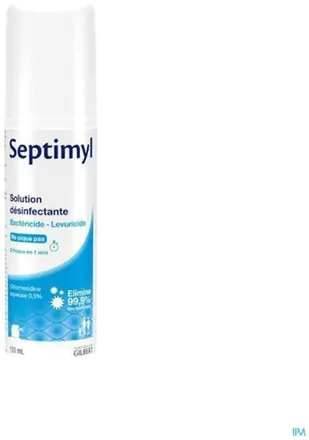 Septimyl
Solution
désinfectante
Bactéricide - Levuricide
Ne pique pas
Efficace en 1 min
Chlorhexidine
aqueuse 0,5%
Elimine
99,9%
GILBERT
100 mL
IPM